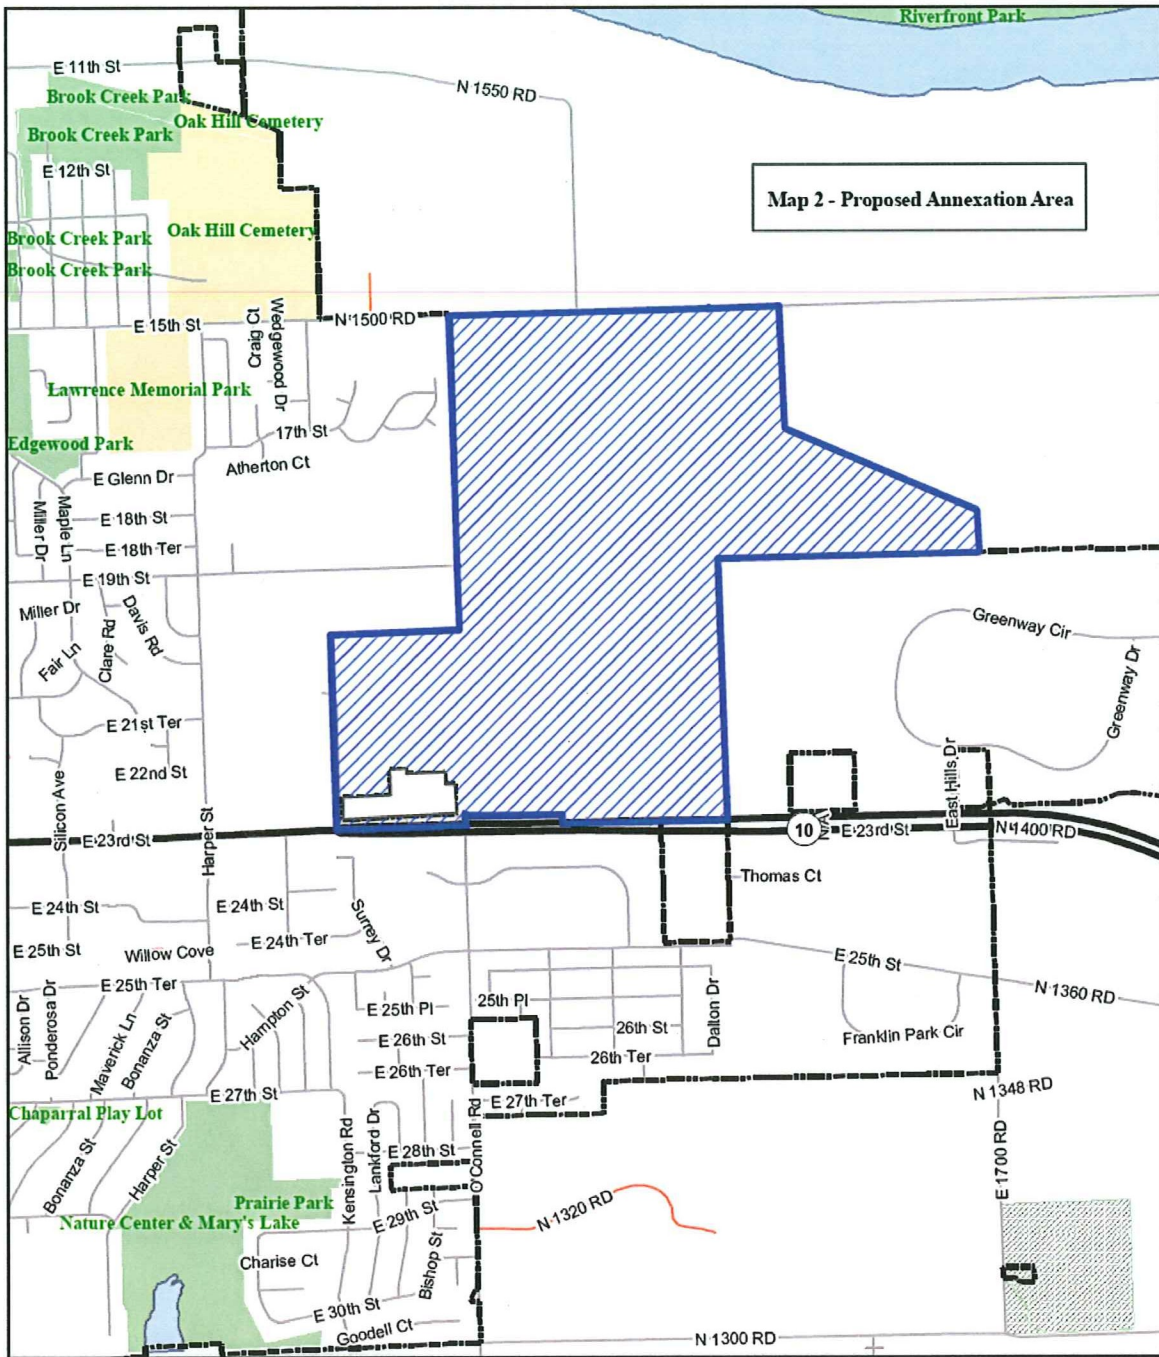 Riverfront Park
E 11th St
N 1550 RD
Brook Creek Park
Oak Hill Cemetery
Brook Creek Park
E 12th St
Map 2 - Proposed Annexation Area
Oak Hill Cemetery
Brook Creek Park
Brook Creek Park
E 15th St
Craig Ct
Wedgewood Dr
N 1500 RD
Lawrence Memorial Park
17th St
Edgewood Park
Atherton Ct
E Glenn Dr
Miller Dr
Maple Ln
E 18th St
E 18th Ter
E 19th St
Miller Dr
Clare Rd
Davis Rd
Fair Ln
Greenway Cir
Greenway Dr
E 21st Ter
E 22nd St
Silicon Ave
Harper St
East Hills Dr
E 23rd St
10
E 23rd St
N 1400 RD
Thomas Ct
E 24th St
E 24th St
Surrey Dr
E 25th St
Willow Cove
E 24th Ter
E 25th St
E 25th Ter
N 1360 RD
Allison Dr
Ponderosa Dr
Maverick Ln
Bonanza St
Hampton St
E 25th Pl
25th Pl
Dalton Dr
E 26th St
26th St
Franklin Park Cir
E 26th Ter
26th Ter
E 27th St
E 27th Ter
N 1348 RD
Chaparral Play Lot
Bonanza St
Harper St
Kensington Rd
Lankford Dr
O'Connell Rd
E 28th St
E 1700 RD
Prairie Park
Nature Center & Mary's Lake
E 29th St
N 1320 RD
Charise Ct
Bishop St
E 30th St
Goodell Ct
N 1300 RD